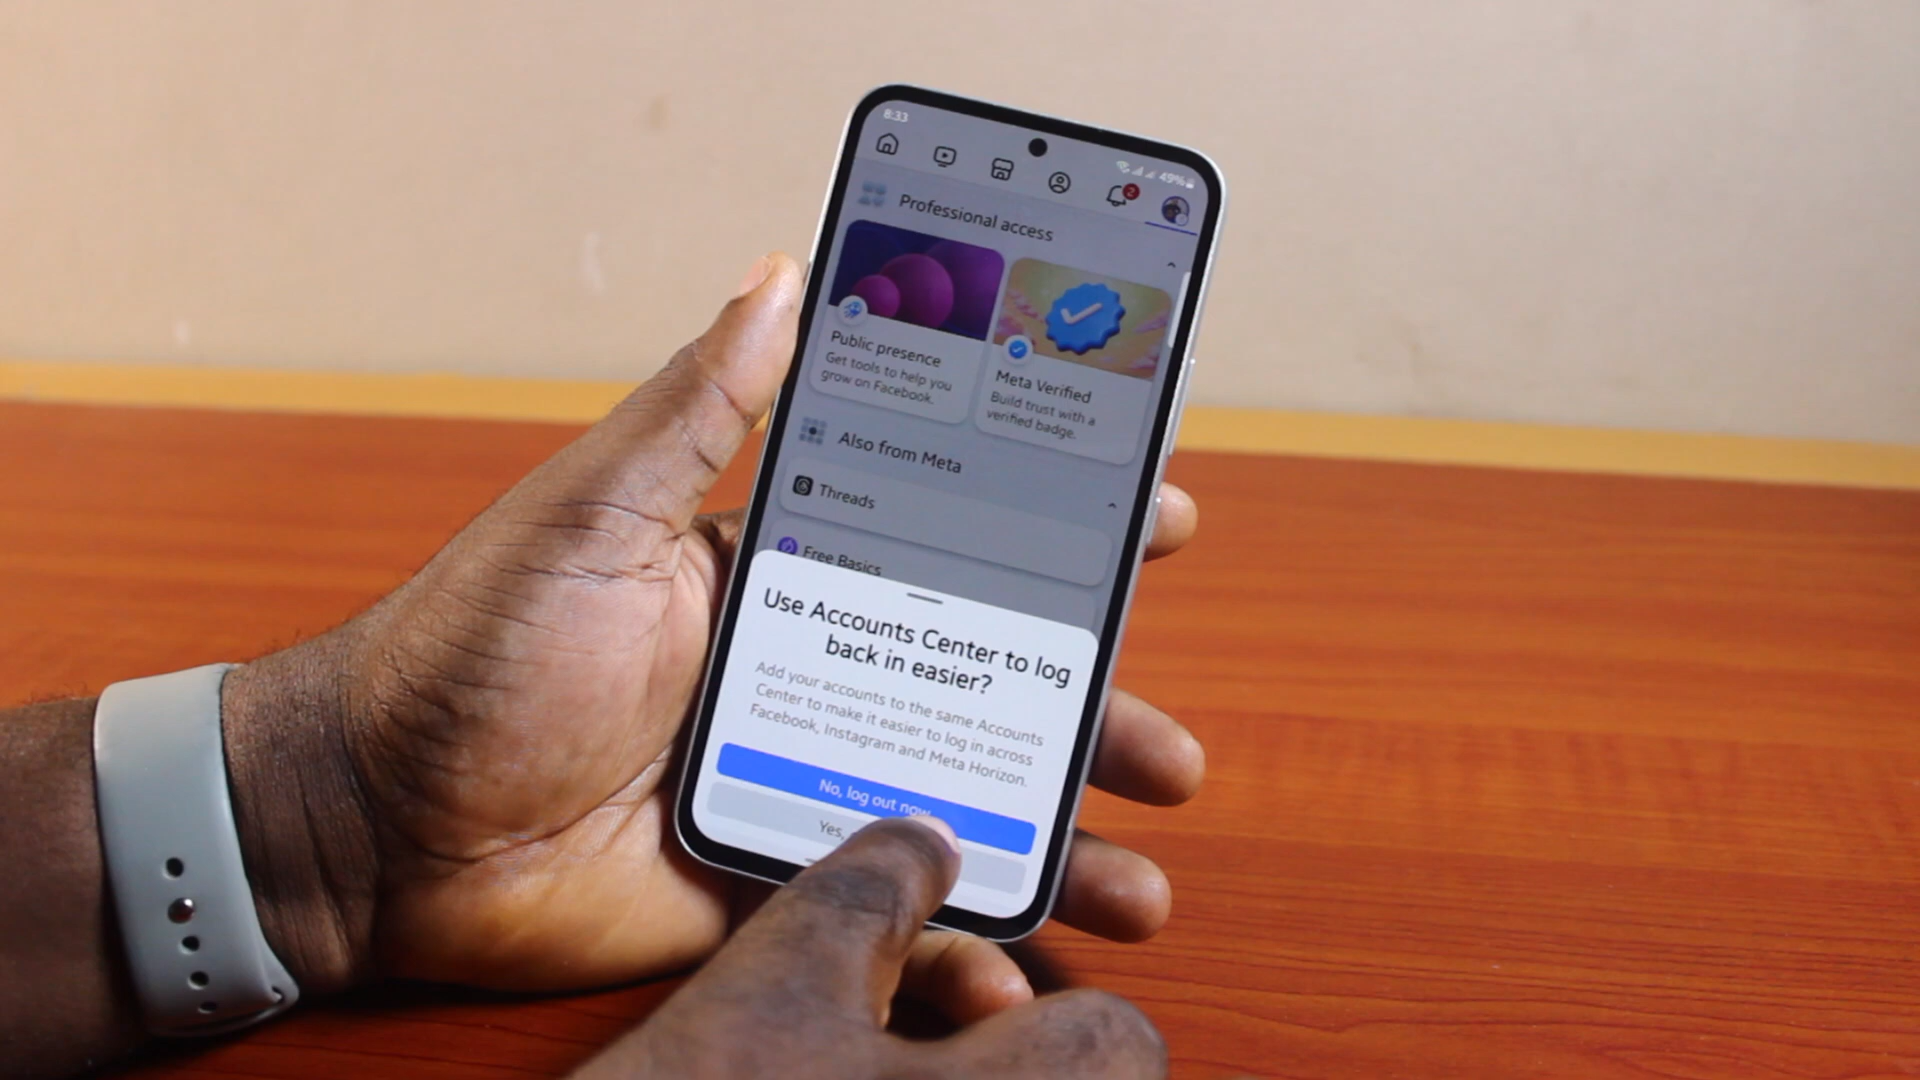 8:33
49%
2
Professional access
Public presence
Get tools to help you
grow on Facebook.
Meta Verified
Build trust with a
verified badge.
Also from Meta
Threads
Free Basics
Use Accounts Center to log
back in easier?
Add your accounts to the same Accounts
Center to make it easier to log in across
Facebook, Instagram and Meta Horizon.
No, log out now
Yes,